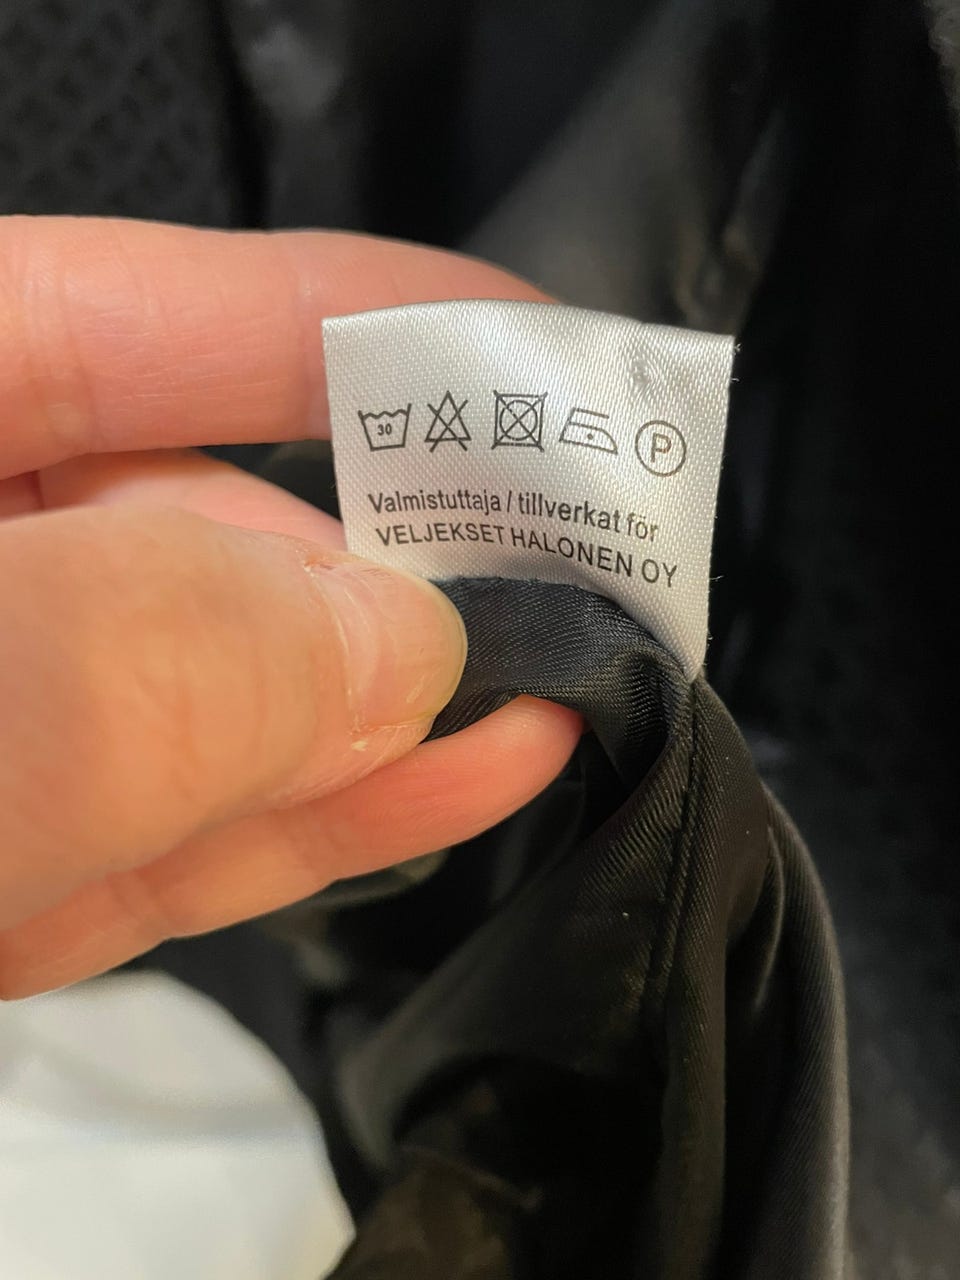 30
P
Valmistuttaja / tillverkat för
VELJEKSET HALONEN OY